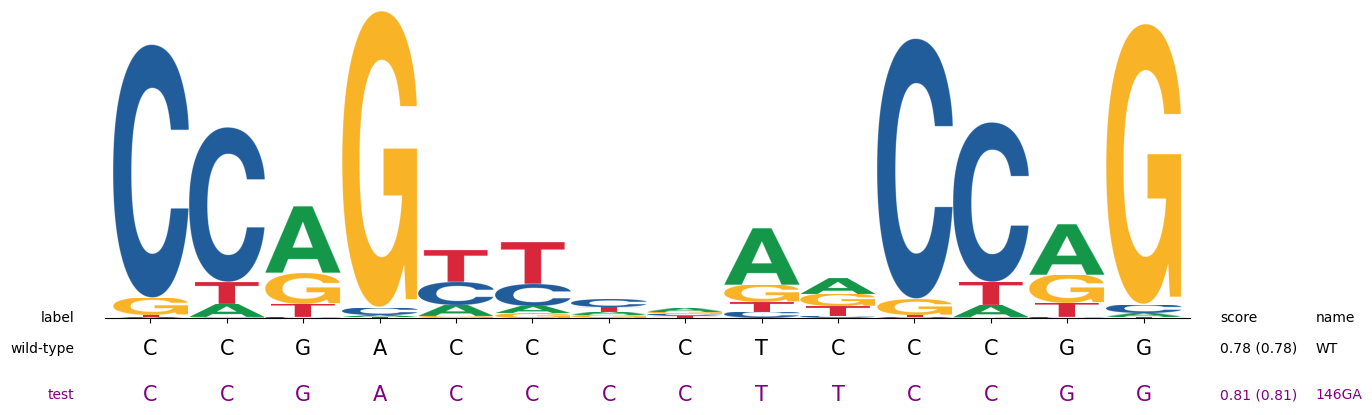 label score name
wild-type C C G A C C C C T C C C G G 0.78 (0.78) WT
test C C G A C C C C T T C C G G 0.81 (0.81) 146GA